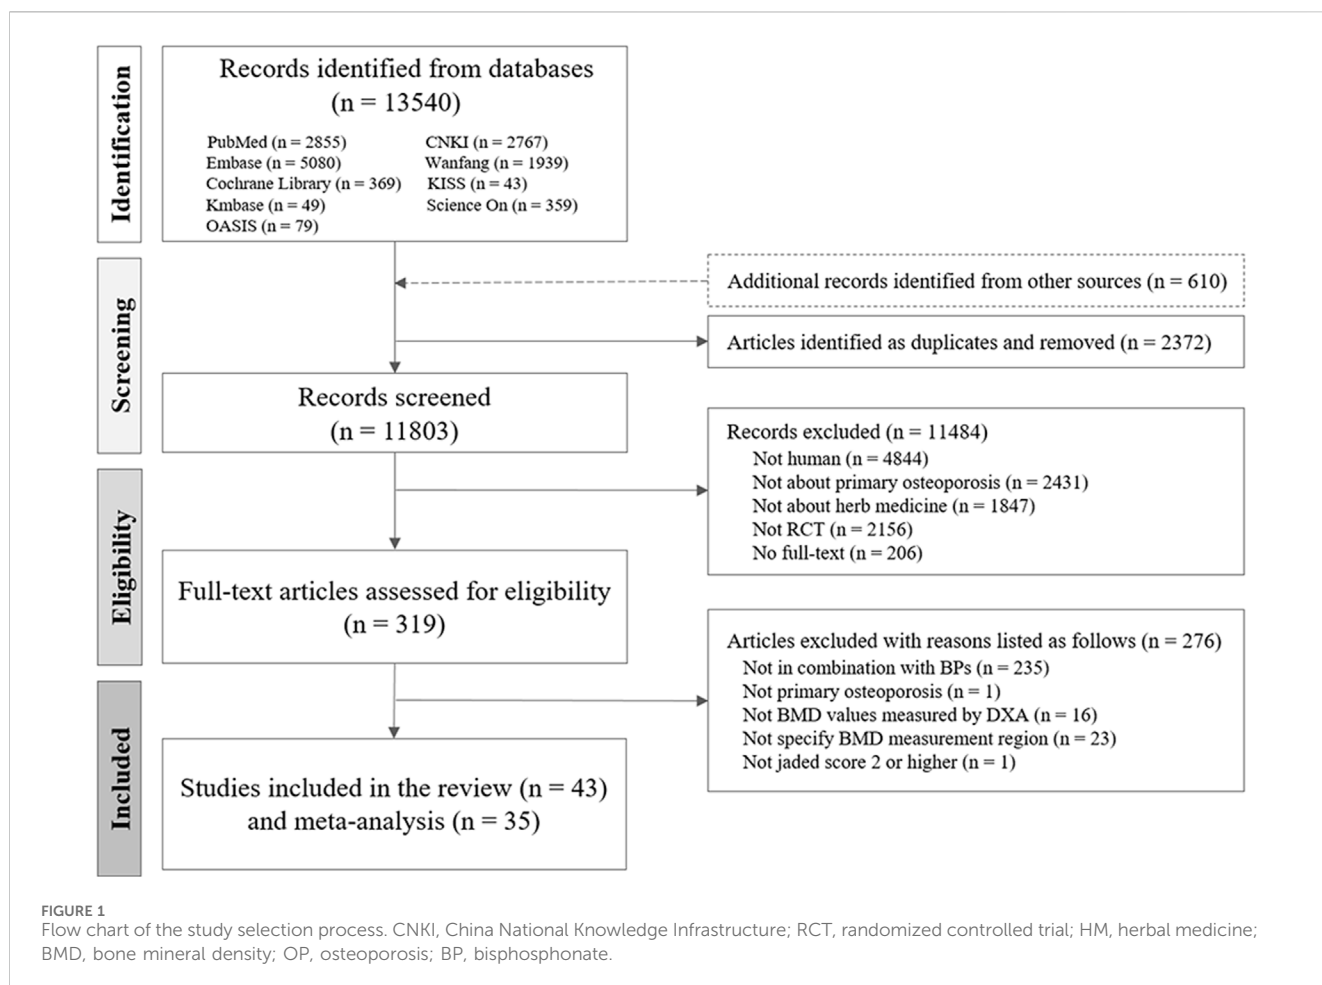 Identification
Records identified from databases
(n = 13540)
PubMed (n = 2855)
Embase (n = 5080)
Cochrane Library (n = 369)
Kmbase (n = 49)
OASIS (n = 79)
CNKI (n = 2767)
Wanfang (n = 1939)
KISS (n = 43)
Science On (n = 359)
Screening
Additional records identified from other sources (n = 610)
Articles identified as duplicates and removed (n = 2372)
Records screened
(n = 11803)
Records excluded (n = 11484)
Not human (n = 4844)
Not about primary osteoporosis (n = 2431)
Not about herb medicine (n = 1847)
Not RCT (n = 2156)
No full-text (n = 206)
Eligibility
Full-text articles assessed for eligibility
(n = 319)
Articles excluded with reasons listed as follows (n = 276)
Not in combination with BPs (n = 235)
Not primary osteoporosis (n = 1)
Not BMD values measured by DXA (n = 16)
Not specify BMD measurement region (n = 23)
Not jaded score 2 or higher (n = 1)
Included
Studies included in the review (n = 43)
and meta-analysis (n = 35)
FIGURE 1
Flow chart of the study selection process. CNKI, China National Knowledge Infrastructure; RCT, randomized controlled trial; HM, herbal medicine;
BMD, bone mineral density; OP, osteoporosis; BP, bisphosphonate.